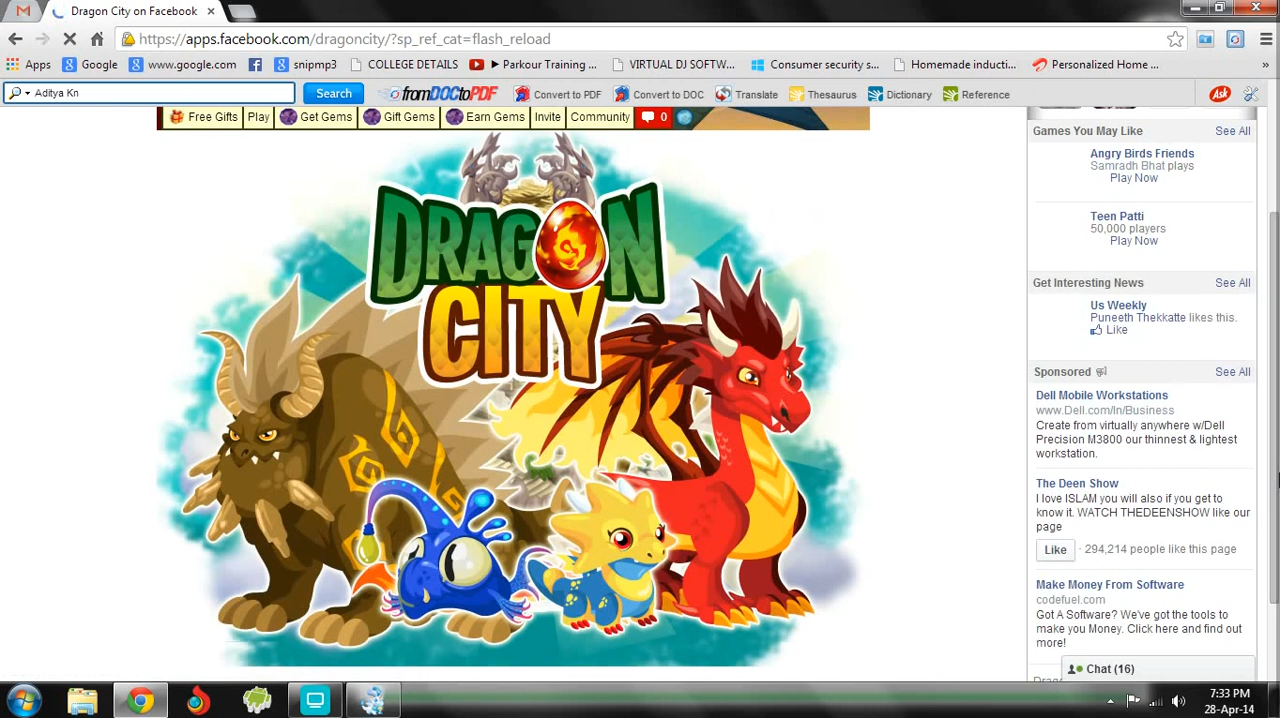 Dragon City on Facebook
https://apps.facebook.com/dragoncity/?sp_ref_cat=flash_reload
Apps Google www.google.com snipmp3 COLLEGE DETAILS Parkour Training ... VIRTUAL DJ SOFTW... Consumer security s... Homemade inducti... Personalized Home ... »
Aditya Kn Search fromDOCtoPDF Convert to PDF Convert to DOC Translate Thesaurus Dictionary Reference Ask
Free Gifts Play Get Gems Gift Gems Earn Gems Invite Community 0
DRAGON
CITY
Games You May Like See All
Angry Birds Friends
Samradh Bhat plays
Play Now
Teen Patti
50,000 players
Play Now
Get Interesting News See All
Us Weekly
Puneeth Thekkatte likes this.
Like
Sponsored See All
Dell Mobile Workstations
www.Dell.com/In/Business
Create from virtually anywhere w/Dell
Precision M3800 our thinnest & lightest
workstation.
The Deen Show
I love ISLAM you will also if you get to
know it. WATCH THEDEENSHOW like our
page
Like · 294,214 people like this page
Make Money From Software
codefuel.com
Got A Software? We've got the tools to
make you Money. Click here and find out
more!
Chat (16)
7:33 PM
28-Apr-14